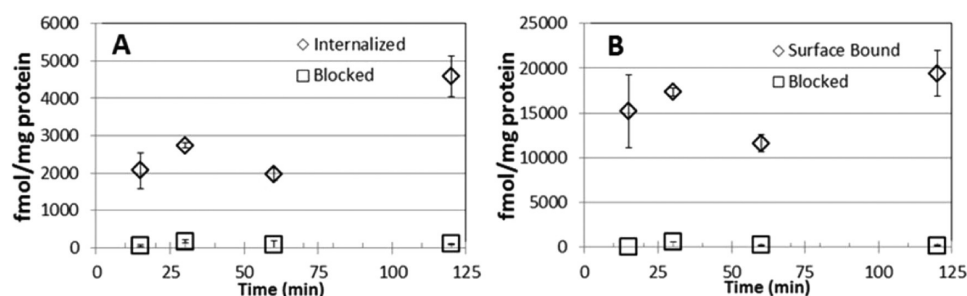 A
◇ Internalized
□ Blocked
fmol/mg protein
6000
5000
4000
3000
2000
1000
0
0 25 50 75 100 125
Time (min)
B
◇ Surface Bound
□ Blocked
fmol/mg protein
25000
20000
15000
10000
5000
0
0 25 50 75 100 125
Time (min)